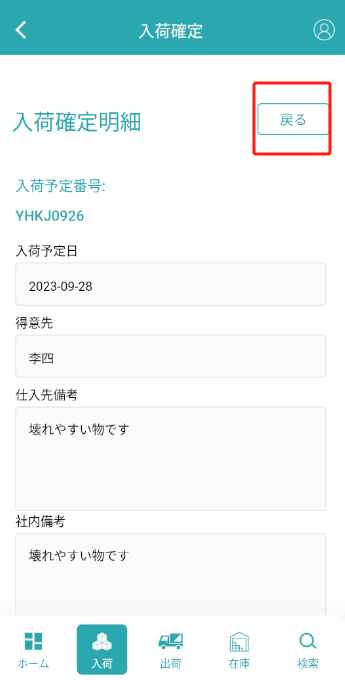 入荷確定
入荷確定明細
戻る
入荷予定番号:
YHKJ0926
入荷予定日
2023-09-28
得意先
李四
仕入先備考
壊れやすい物です
社内備考
壊れやすい物です
ホーム
入荷
出荷
在庫
検索